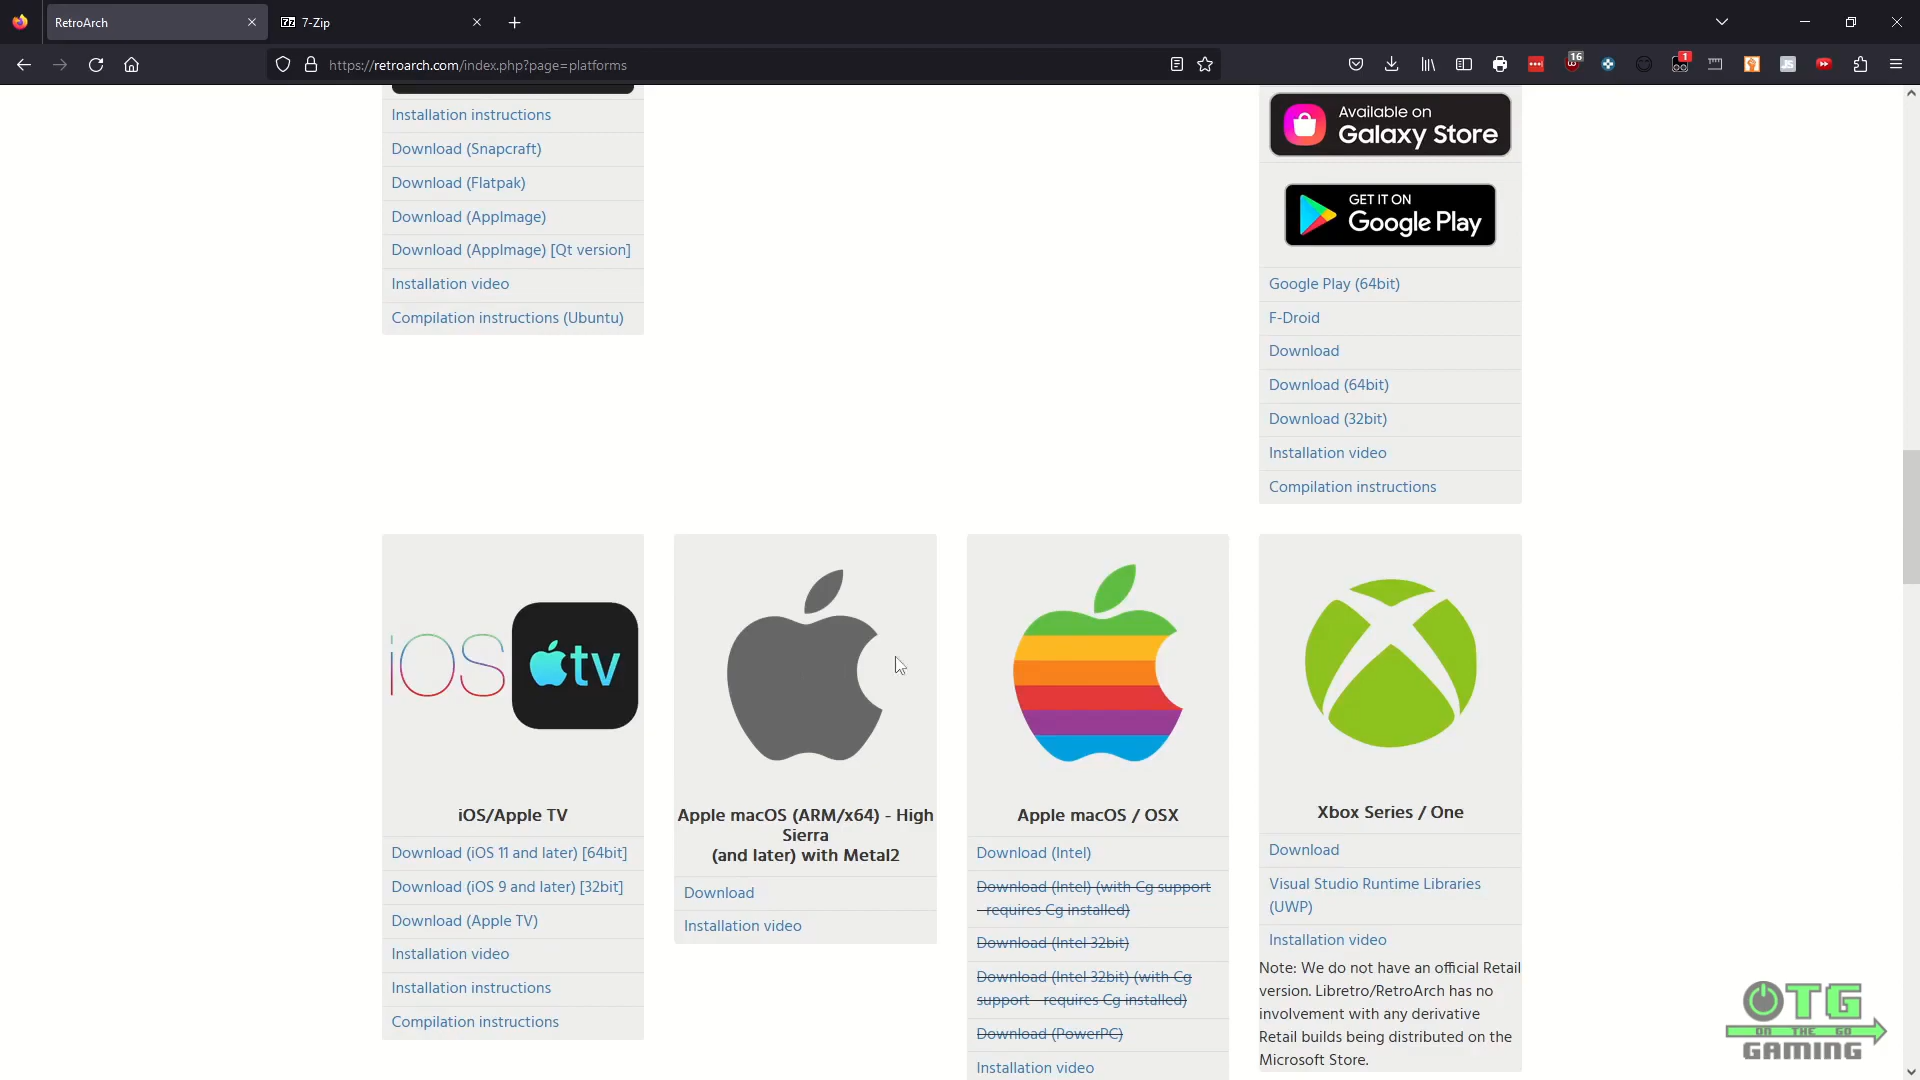 RetroArch
7-Zip
https://retroarch.com/index.php?page=platforms
16
1
JS
Installation instructions
Download (Snapcraft)
Download (Flatpak)
Download (AppImage)
Download (AppImage) [Qt version]
Installation video
Compilation instructions (Ubuntu)
Available on
Galaxy Store
GET IT ON
Google Play
Google Play (64bit)
F-Droid
Download
Download (64bit)
Download (32bit)
Installation video
Compilation instructions
iOS
tv
iOS/Apple TV
Download (iOS 11 and later) [64bit]
Download (iOS 9 and later) [32bit]
Download (Apple TV)
Installation video
Installation instructions
Compilation instructions
Apple macOS (ARM/x64) - High
Sierra
(and later) with Metal2
Download
Installation video
Apple macOS / OSX
Download (Intel)
Download (Intel) (with Cg support
- requires Cg installed)
Download (Intel 32bit)
Download (Intel 32bit) (with Cg
support - requires Cg installed)
Download (PowerPC)
Installation video
Xbox Series / One
Download
Visual Studio Runtime Libraries
(UWP)
Installation video
Note: We do not have an official Retail
version. Libretro/RetroArch has no
involvement with any derivative
Retail builds being distributed on the
Microsoft Store.
OTG
ON THE GO
GAMING